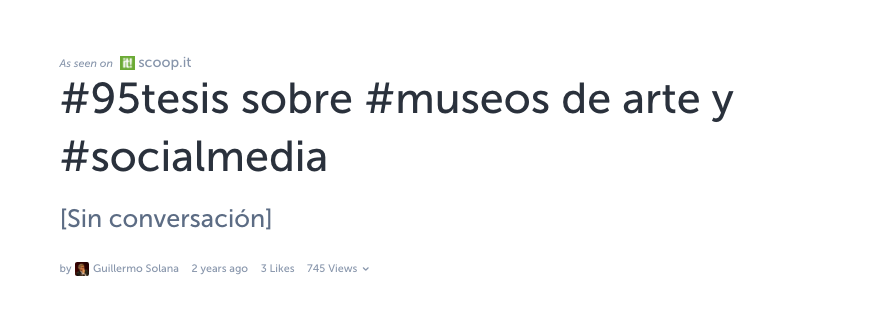 As seen on it! scoop.it
#95tesis sobre #museos de arte y
#socialmedia
[Sin conversación]
by Guillermo Solana 2 years ago 3 Likes 745 Views